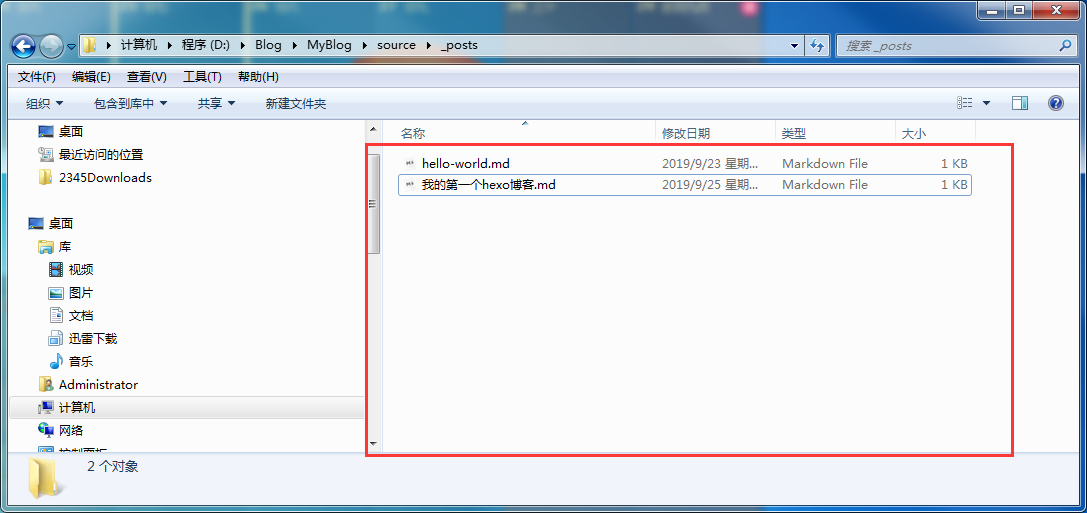 计算机 程序 (D:) Blog MyBlog source _posts 搜索 _posts
文件(F) 编辑(E) 查看(V) 工具(T) 帮助(H)
组织 包含到库中 共享 新建文件夹
桌面
最近访问的位置
2345Downloads
桌面
库
视频
图片
文档
迅雷下载
音乐
Administrator
计算机
网络
控制面板
名称 修改日期 类型 大小
hello-world.md 2019/9/23 星期... Markdown File 1 KB
我的第一个hexo博客.md 2019/9/25 星期... Markdown File 1 KB
2 个对象